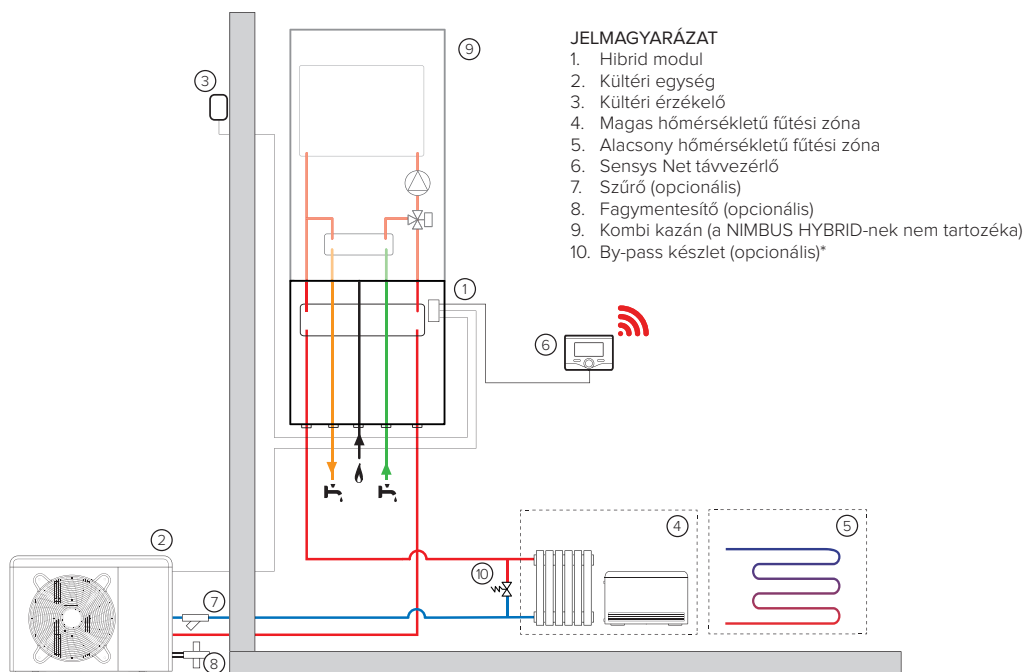 JELMAGYARÁZAT
1. Hibrid modul
2. Kültéri egység
3. Kültéri érzékelő
4. Magas hőmérsékletű fűtési zóna
5. Alacsony hőmérsékletű fűtési zóna
6. Sensys Net távvezérlő
7. Szűrő (opcionális)
8. Fagymentesítő (opcionális)
9. Kombi kazán (a NIMBUS HYBRID-nek nem tartozéka)
10. By-pass készlet (opcionális)*
9
3
1
6
4
5
2
10
7
8